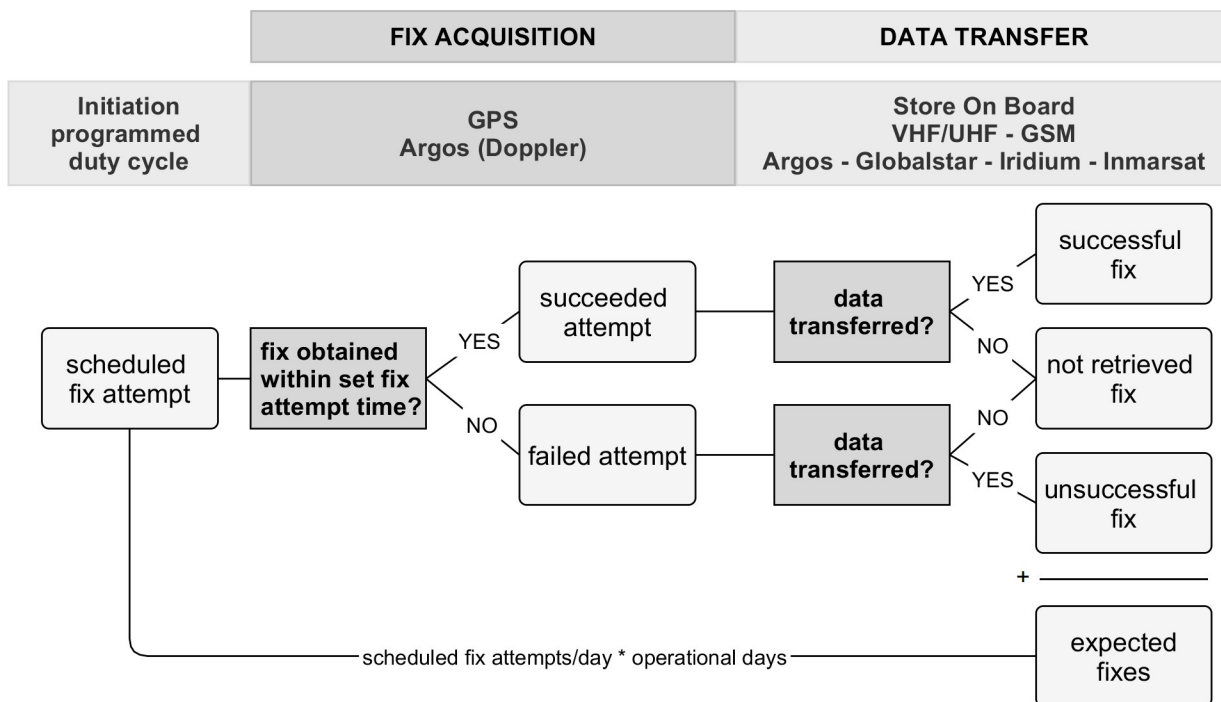 FIX ACQUISITION
DATA TRANSFER
Initiation
programmed
duty cycle
GPS
Argos (Doppler)
Store On Board
VHF/UHF - GSM
Argos - Globalstar - Iridium - Inmarsat
scheduled
fix attempt
fix obtained
within set fix
attempt time?
YES
NO
succeeded
attempt
failed attempt
data
transferred?
data
transferred?
YES
NO
NO
YES
successful
fix
not retrieved
fix
unsuccessful
fix
+
scheduled fix attempts/day * operational days
expected
fixes